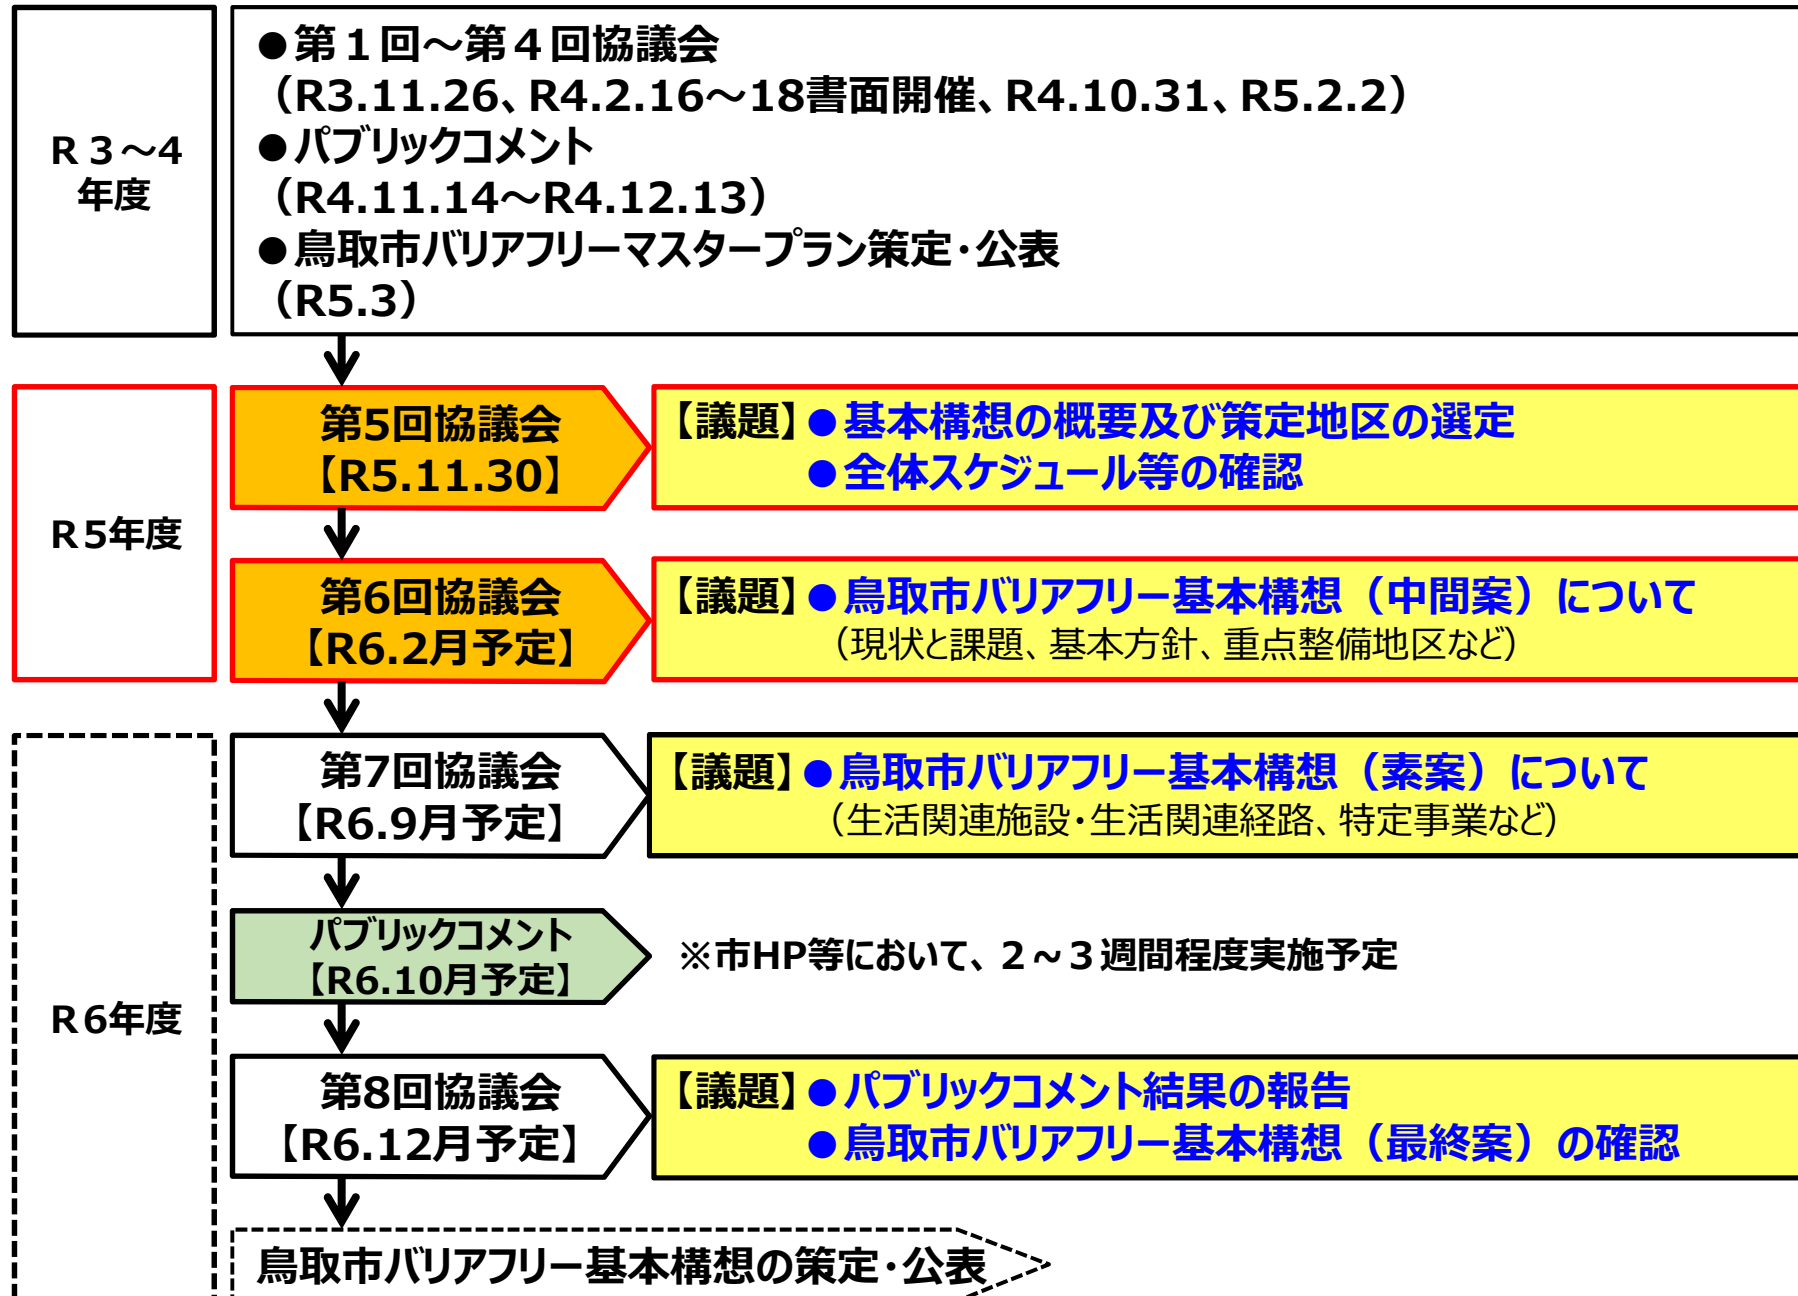 R３～4
年度
●第１回～第４回協議会
（R3.11.26、R4.2.16～18書面開催、R4.10.31、R5.2.2）
●パブリックコメント
（R4.11.14～R4.12.13）
●鳥取市バリアフリーマスタープラン策定・公表
（R5.3）
R5年度
第5回協議会
【R5.11.30】
【議題】●基本構想の概要及び策定地区の選定
●全体スケジュール等の確認
第6回協議会
【R6.2月予定】
【議題】●鳥取市バリアフリー基本構想（中間案）について
（現状と課題、基本方針、重点整備地区など）
R6年度
第7回協議会
【R6.9月予定】
【議題】●鳥取市バリアフリー基本構想（素案）について
（生活関連施設・生活関連経路、特定事業など）
パブリックコメント
【R6.10月予定】
※市HP等において、２～３週間程度実施予定
第8回協議会
【R6.12月予定】
【議題】●パブリックコメント結果の報告
●鳥取市バリアフリー基本構想（最終案）の確認
鳥取市バリアフリー基本構想の策定・公表